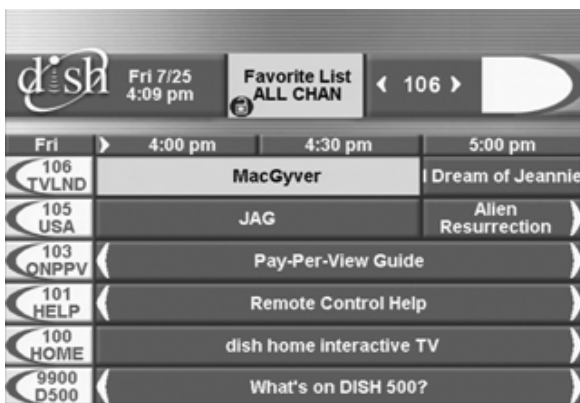 dish
Fri 7/25
4:09 pm
Favorite List
ALL CHAN
106
Fri
4:00 pm
4:30 pm
5:00 pm
106
TVLND
MacGyver
I Dream of Jeannie
105
USA
JAG
Alien
Resurrection
103
ONPPV
Pay-Per-View Guide
101
HELP
Remote Control Help
100
HOME
dish home interactive TV
9900
D500
What's on DISH 500?